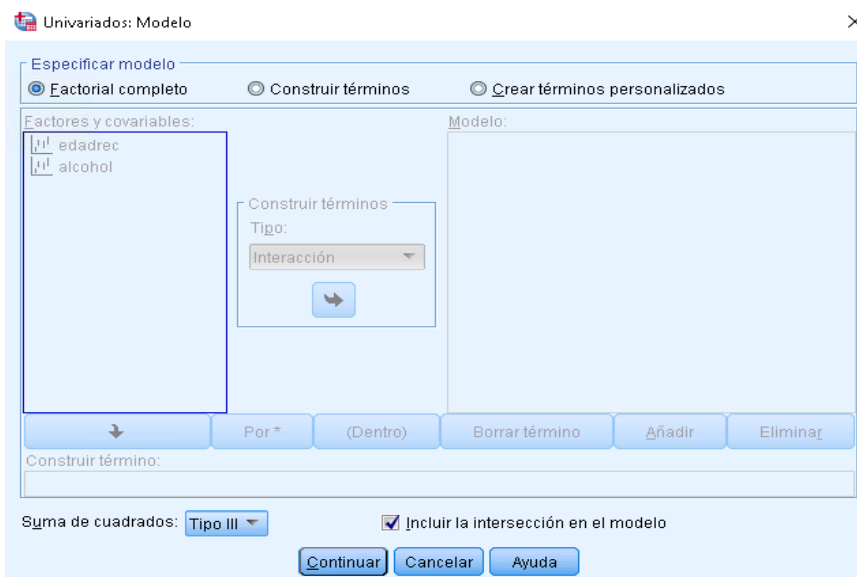 Univariados: Modelo
Especificar modelo
Factorial completo
Construir términos
Crear términos personalizados
Factores y covariables:
Modelo:
edadrec
alcohol
Construir términos
Tipo:
Interacción
Por *
(Dentro)
Borrar término
Añadir
Eliminar
Construir término:
Suma de cuadrados:
Tipo III
Incluir la intersección en el modelo
Continuar
Cancelar
Ayuda